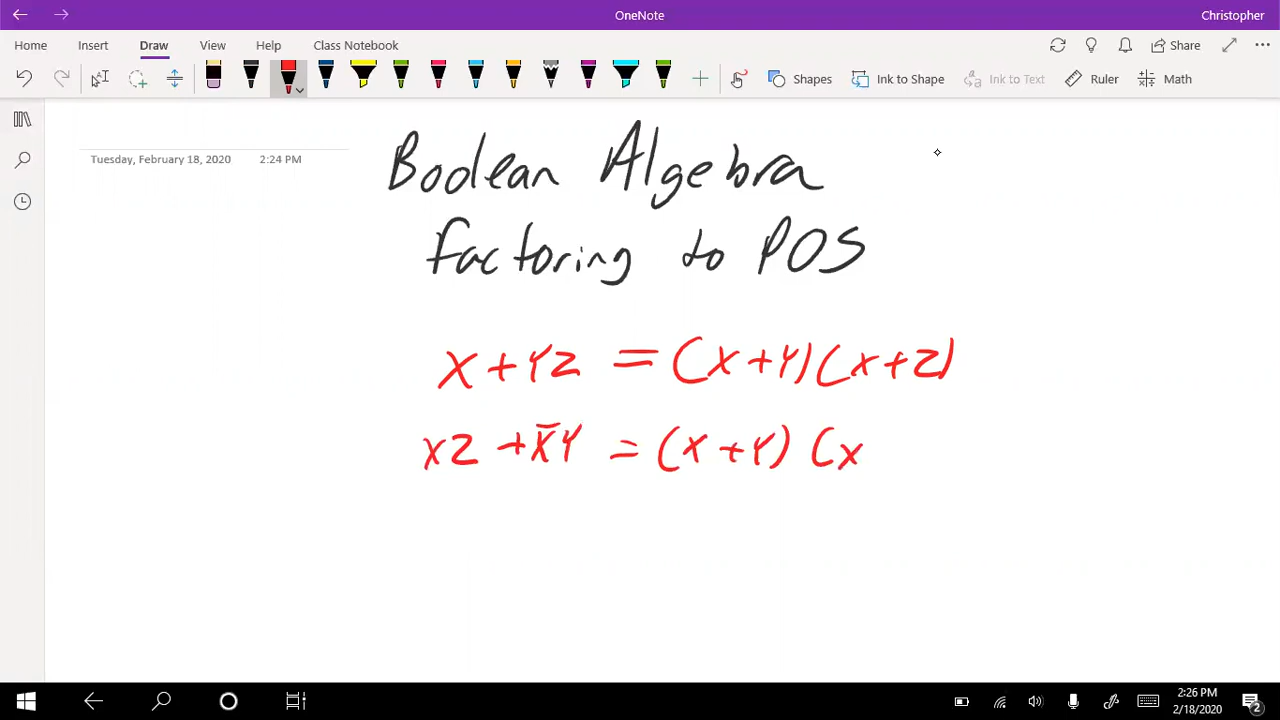 OneNote
Christopher
Home Insert Draw View Help Class Notebook
Share
Shapes Ink to Shape Ink to Text Ruler Math
Tuesday, February 18, 2020 2:24 PM
Boolean Algebra
factoring to POS
X+YZ = (X+Y)(X+Z)
XZ + X̅Y = (X+Y) (X
2:26 PM
2/18/2020
2